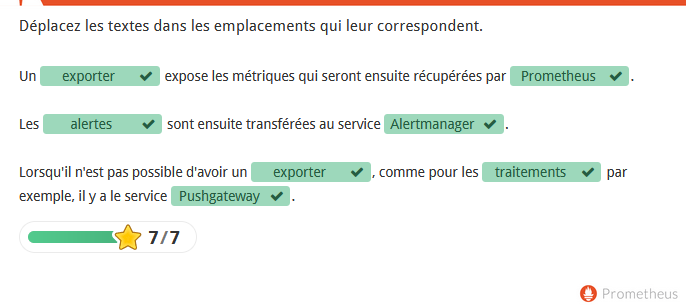 Déplacez les textes dans les emplacements qui leur correspondent.
Un exporter expose les métriques qui seront ensuite récupérées par Prometheus.
Les alertes sont ensuite transférées au service Alertmanager.
Lorsqu'il n'est pas possible d'avoir un exporter, comme pour les traitements par
exemple, il y a le service Pushgateway.
7/7
Prometheus